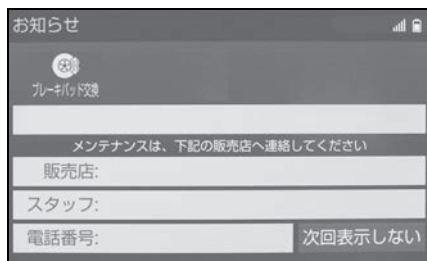 お知らせ
ブレーキパッド交換
メンテナンスは、下記の販売店へ連絡してください
販売店:
スタッフ:
電話番号:
次回表示しない